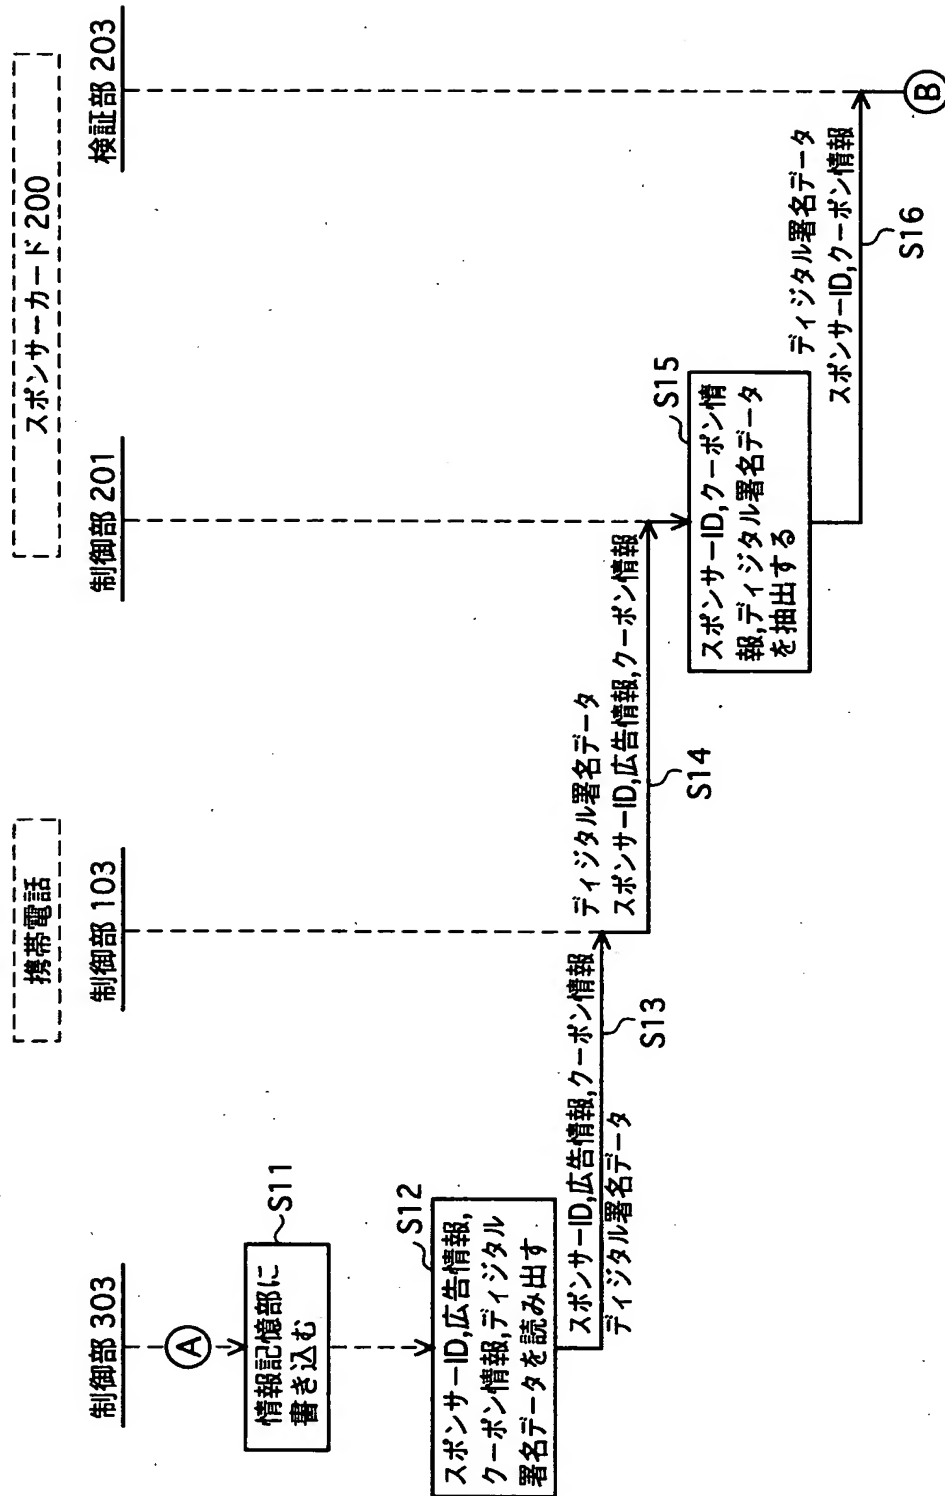 携帯電話
スポンサーカード 200
制御部 303
制御部 103
制御部 201
検証部 203
A
情報記憶部に
書き込む
S11
スポンサーID,広告情報,
クーポン情報,ディジタル
署名データを読み出す
S12
スポンサーID,広告情報,クーポン情報
ディジタル署名データ
S13
ディジタル署名データ
スポンサーID,広告情報,クーポン情報
S14
スポンサーID,クーポン情
報,ディジタル署名データ
を抽出する
S15
ディジタル署名データ
スポンサーID,クーポン情報
S16
B